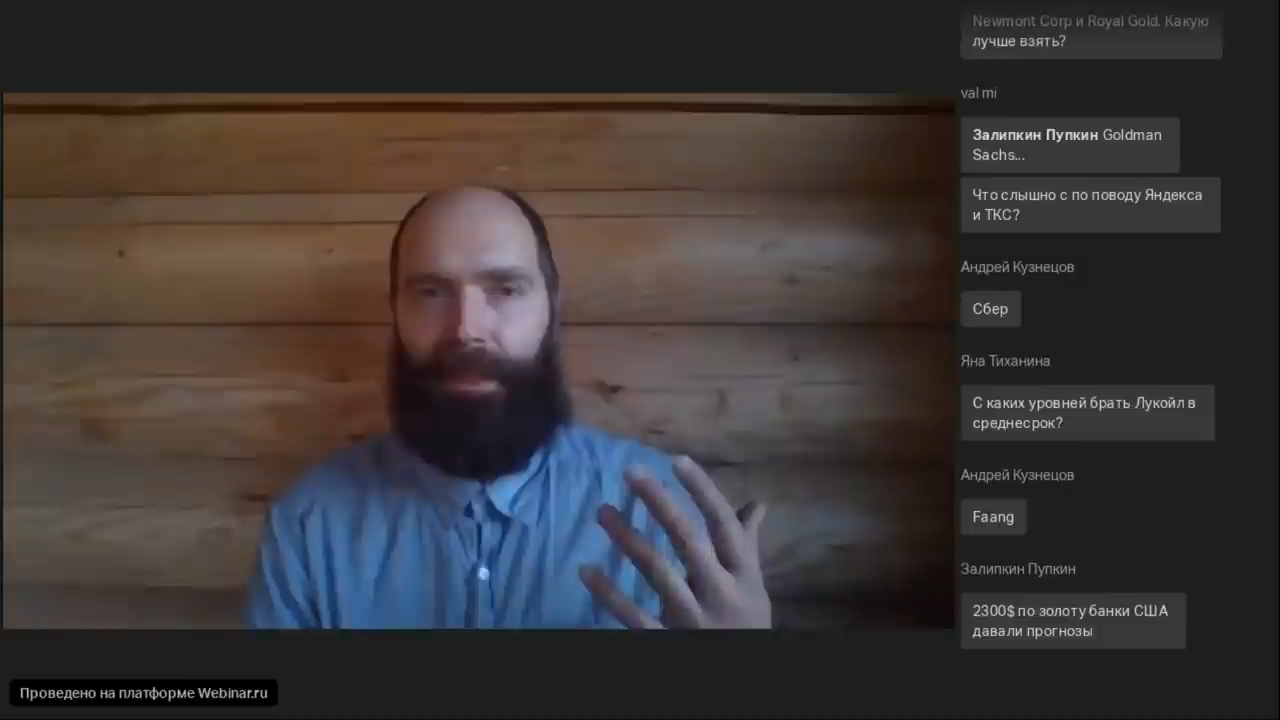 Newmont Corp и Royal Gold. Какую
лучше взять?
val mi
Залипкин Пупкин Goldman
Sachs...
Что слышно с по поводу Яндекса
и ТКС?
Андрей Кузнецов
Сбер
Яна Тиханина
С каких уровней брать Лукойл в
среднесрок?
Андрей Кузнецов
Faang
Залипкин Пупкин
2300$ по золоту банки США
давали прогнозы
Проведено на платформе Webinar.ru